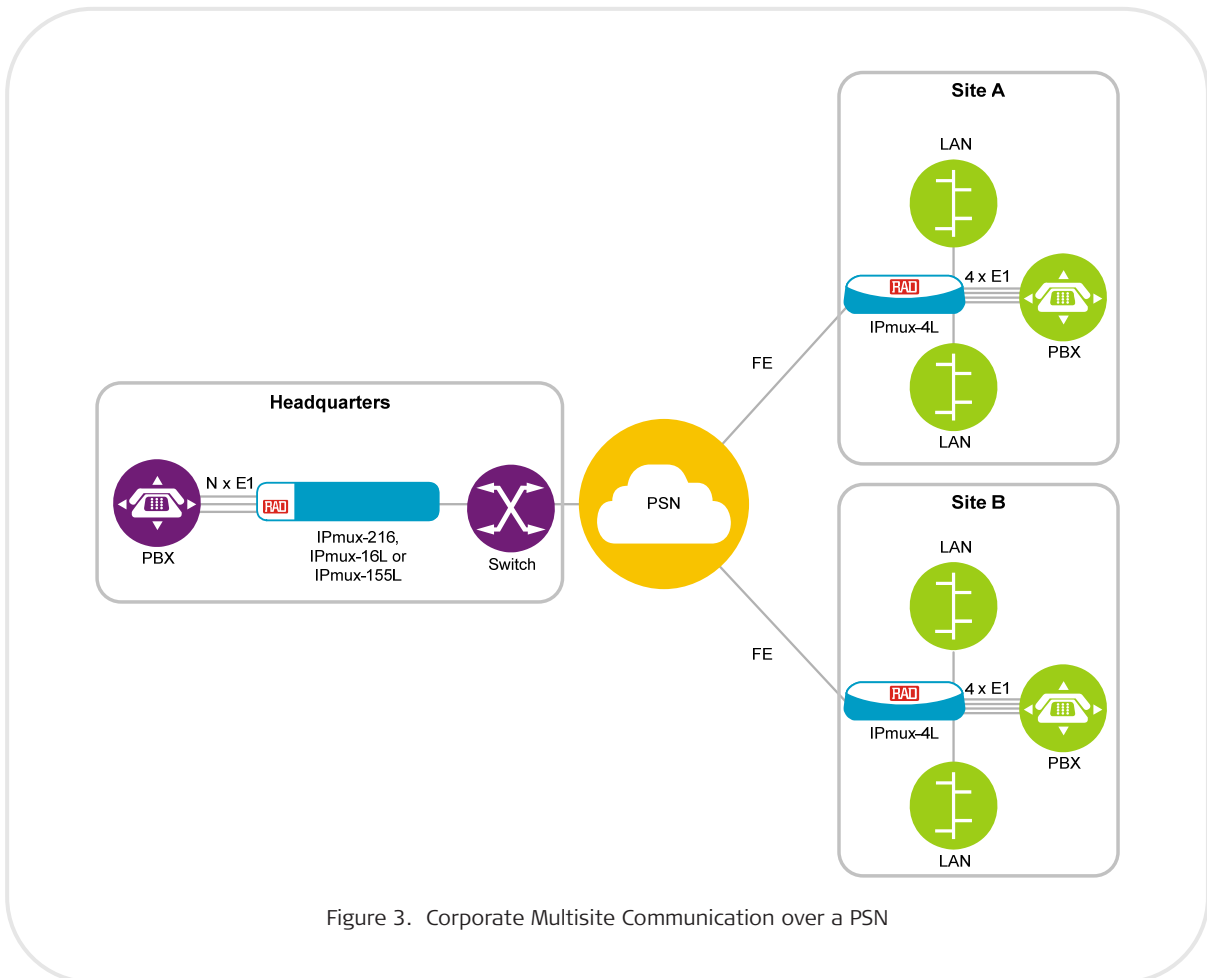 Site A
LAN
RAD
4 x E1
IPmux-4L
PBX
LAN
FE
Headquarters
N x E1
RAD
PBX
IPmux-216,
IPmux-16L or
IPmux-155L
Switch
PSN
FE
Site B
LAN
RAD
4 x E1
IPmux-4L
PBX
LAN
Figure 3. Corporate Multisite Communication over a PSN